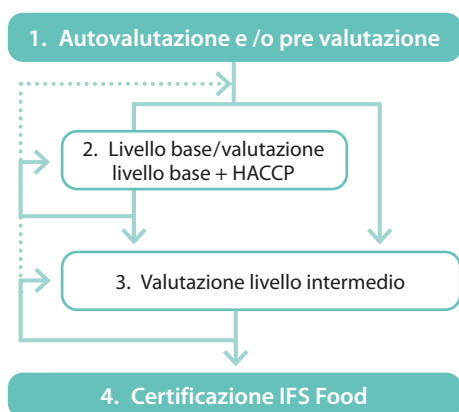 1. Autovalutazione e /o pre valutazione
2. Livello base/valutazione
livello base + HACCP
3. Valutazione livello intermedio
4. Certificazione IFS Food